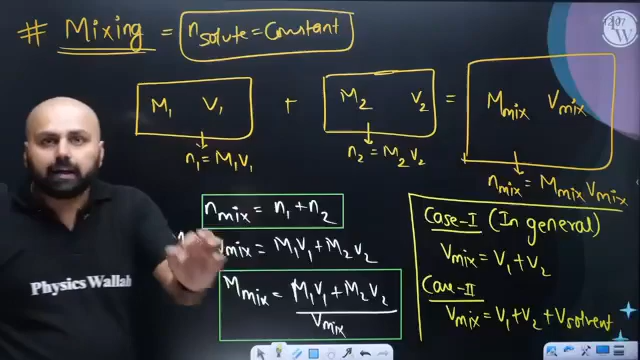 # Mixing = n solute = Constant
M₁ V₁ + M₂ V₂ = Mmix Vmix
n₁ = M₁V₁
n₂ = M₂V₂
nmix = Mmix Vmix
nmix = n₁ + n₂
Vmix = M₁V₁ + M₂V₂
Mmix = M₁V₁ + M₂V₂
Vmix
Case-I (In general)
Vmix = V₁ + V₂
Case-II
Vmix = V₁ + V₂ + Vsolvent
Physics Wallah